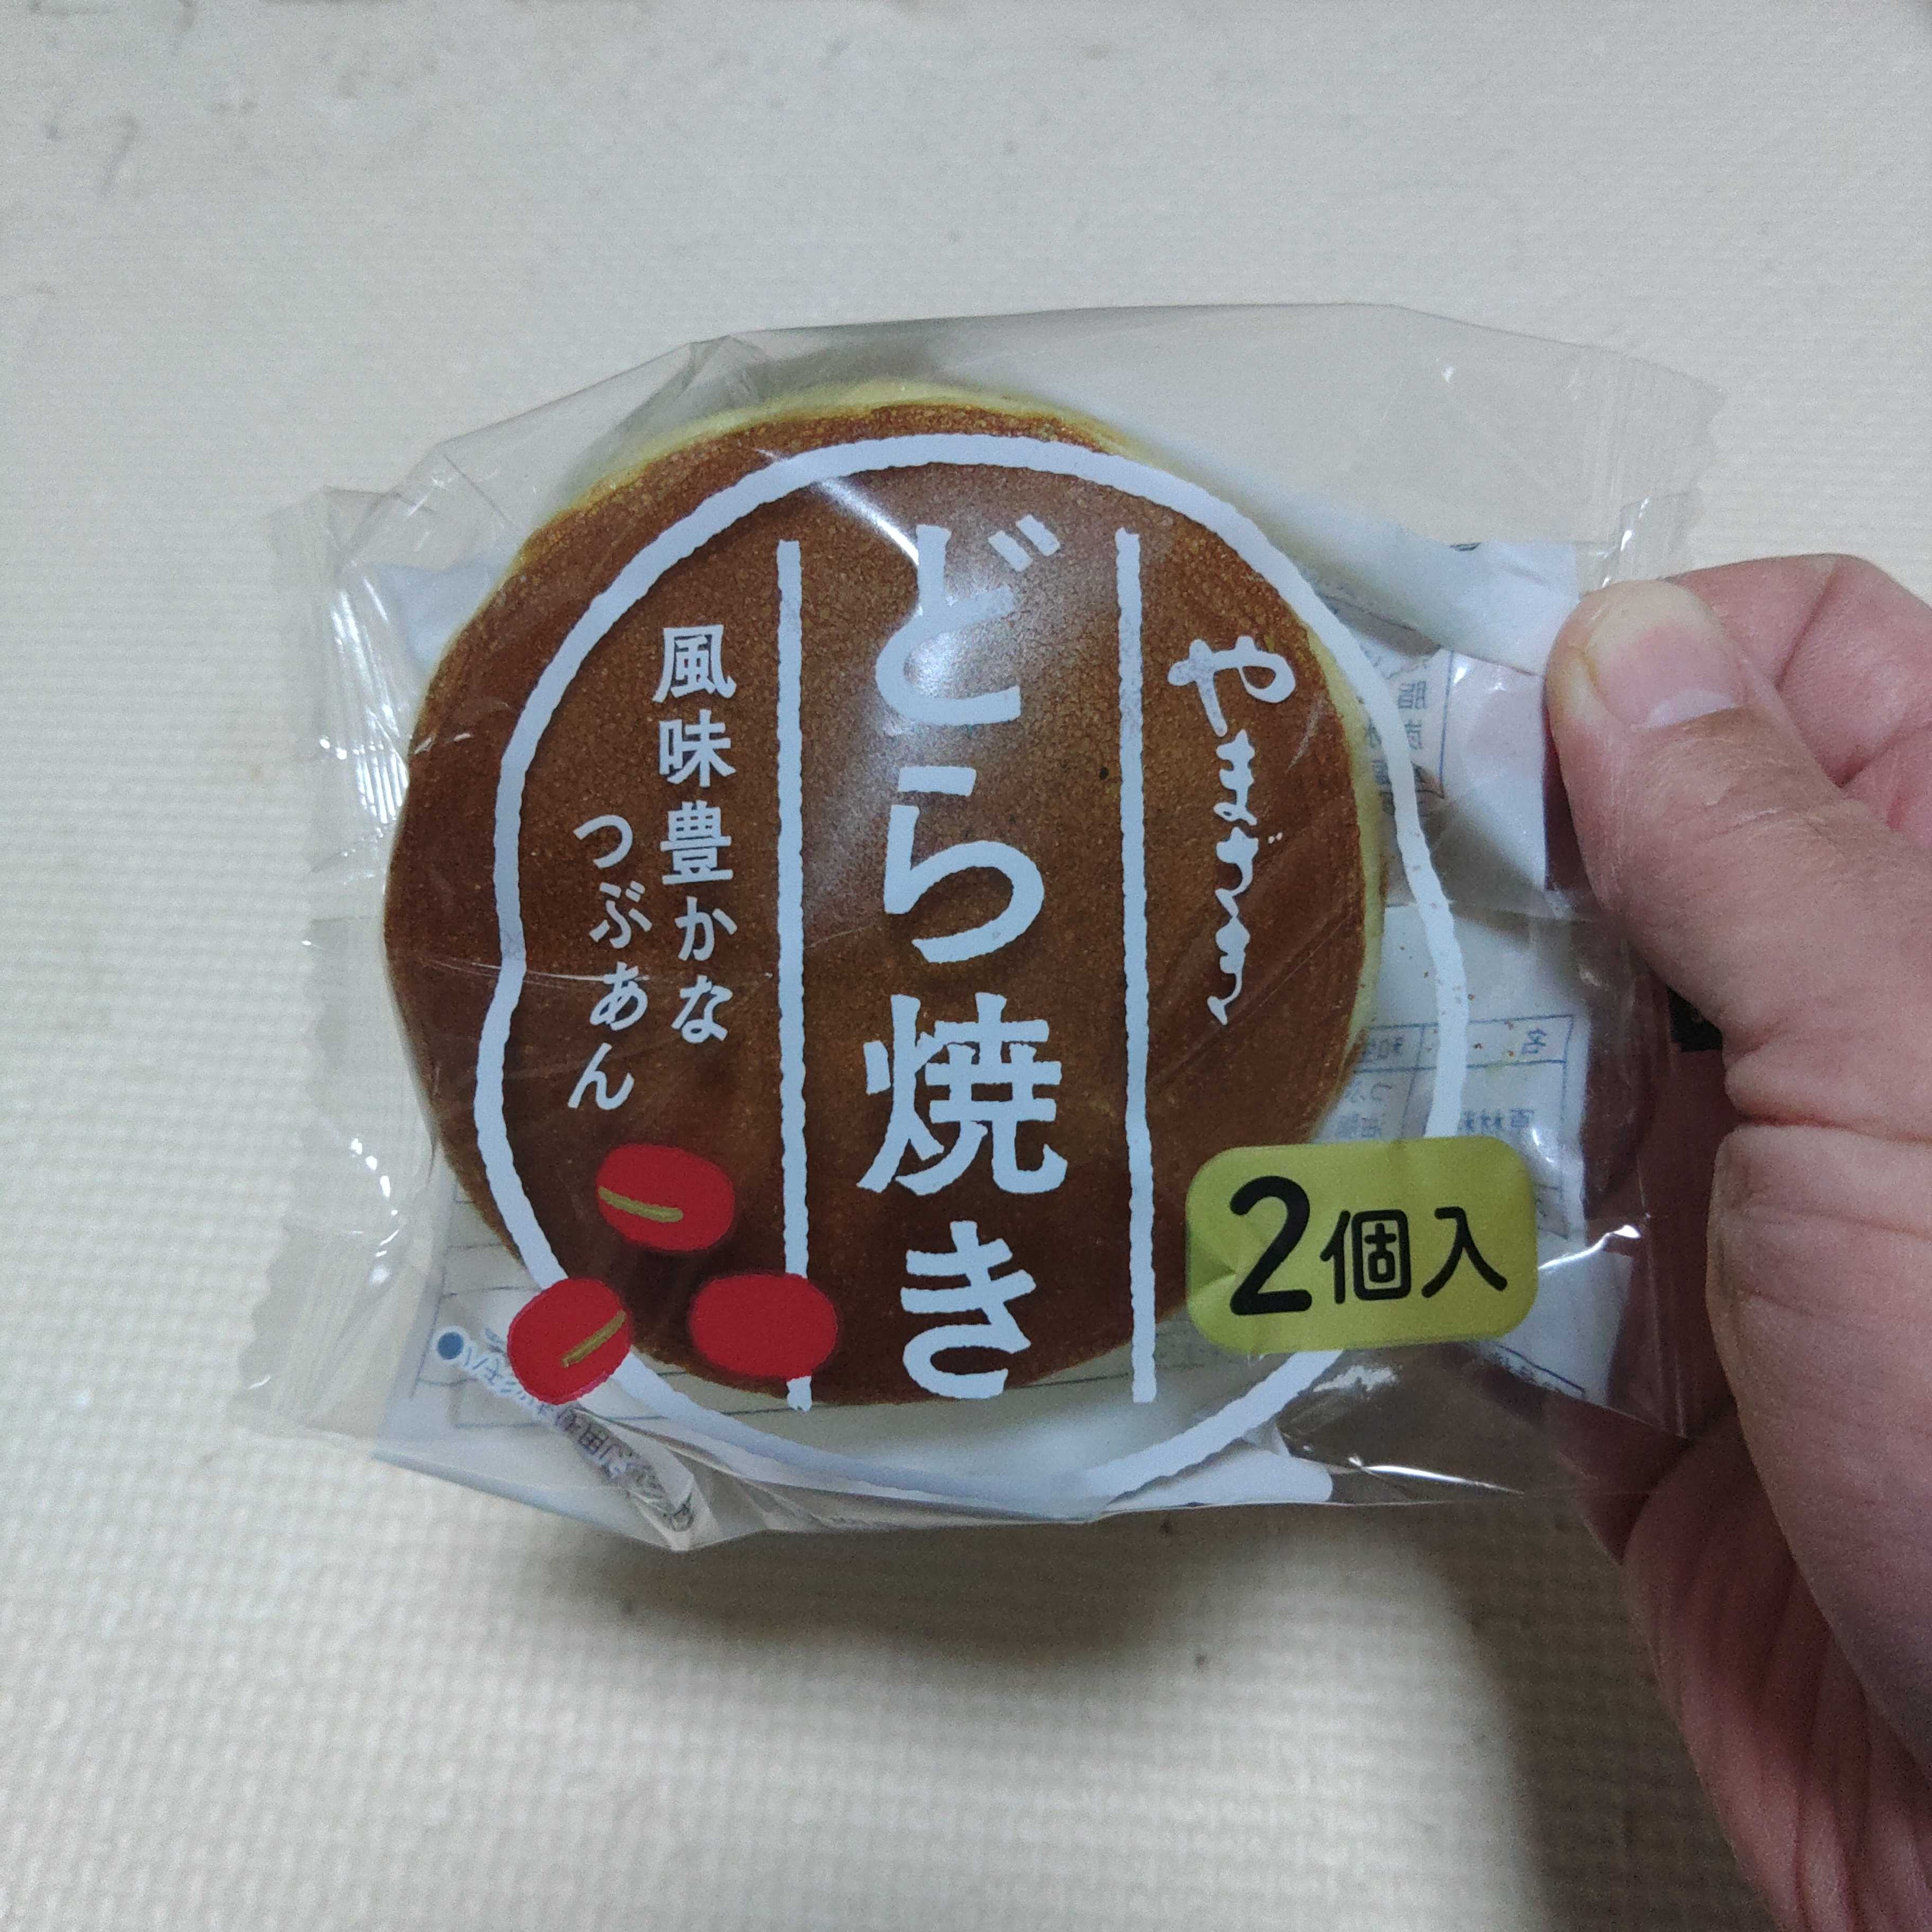 やまざき
どら焼き
風味豊かな
つぶあん
2個入